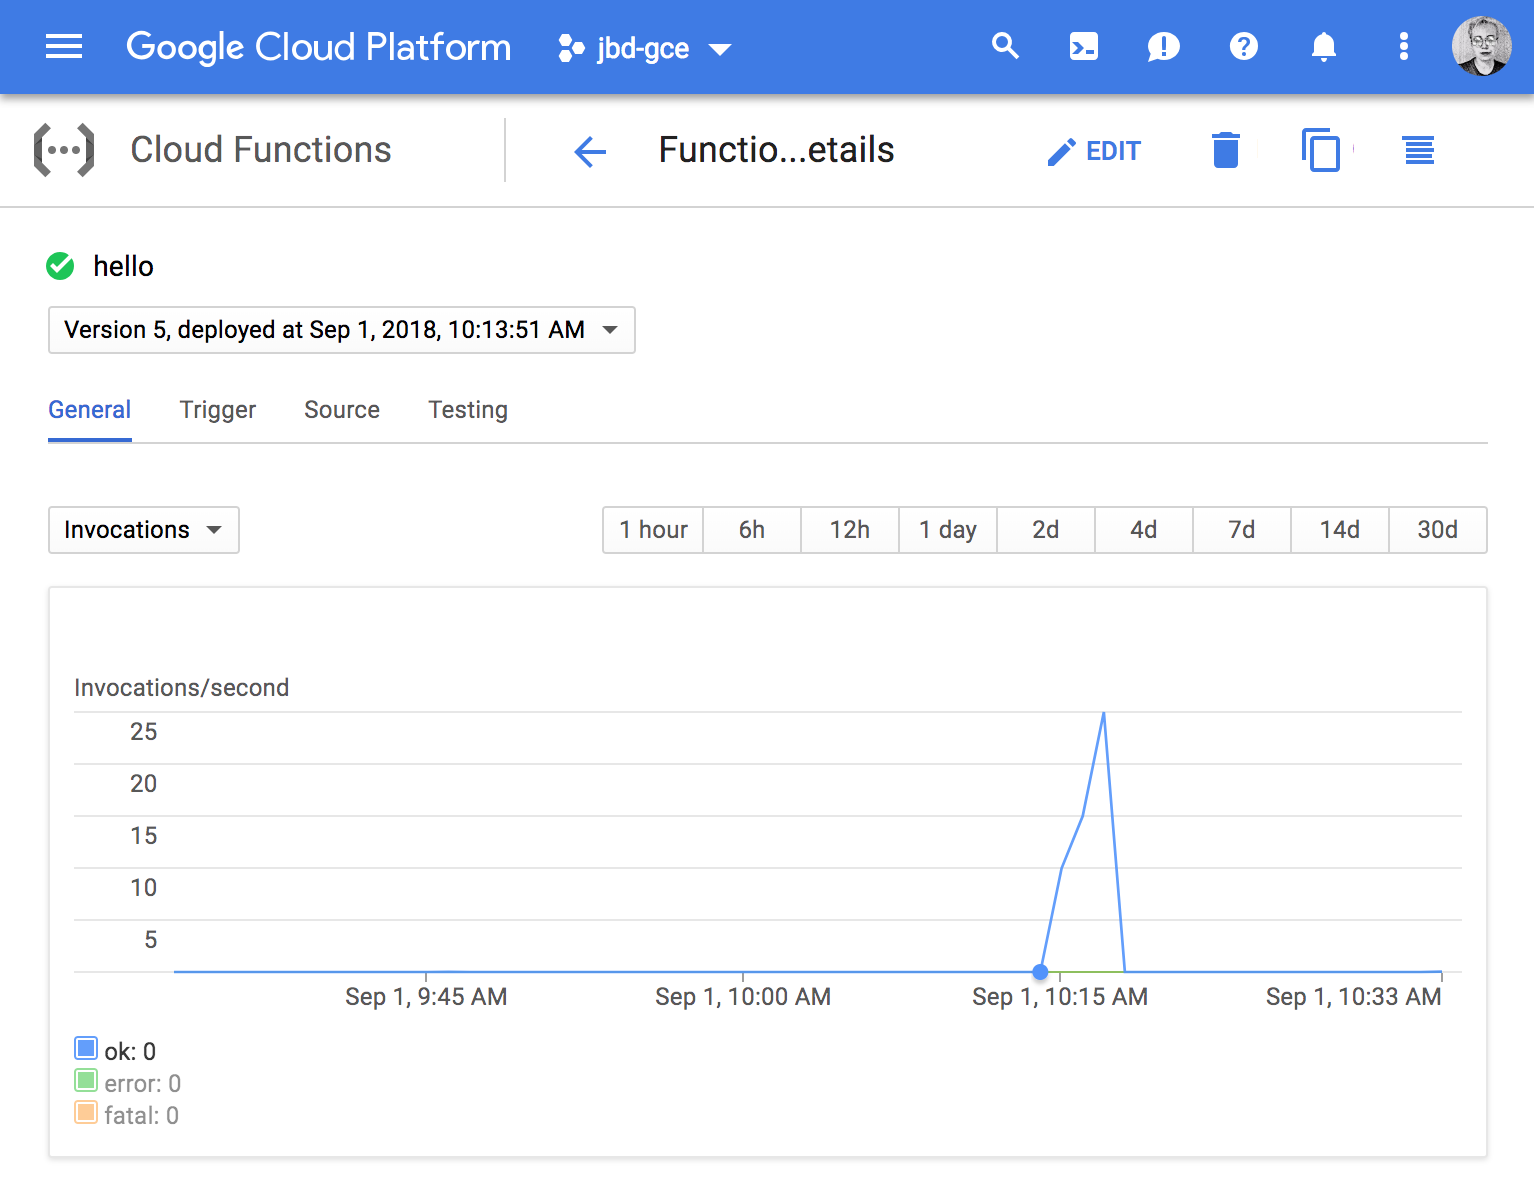 Google Cloud Platform jbd-gce
Cloud Functions Functio...etails EDIT
hello
Version 5, deployed at Sep 1, 2018, 10:13:51 AM
General Trigger Source Testing
Invocations 1 hour 6h 12h 1 day 2d 4d 7d 14d 30d
Invocations/second
25
20
15
10
5
Sep 1, 9:45 AM Sep 1, 10:00 AM Sep 1, 10:15 AM Sep 1, 10:33 AM
ok: 0
error: 0
fatal: 0